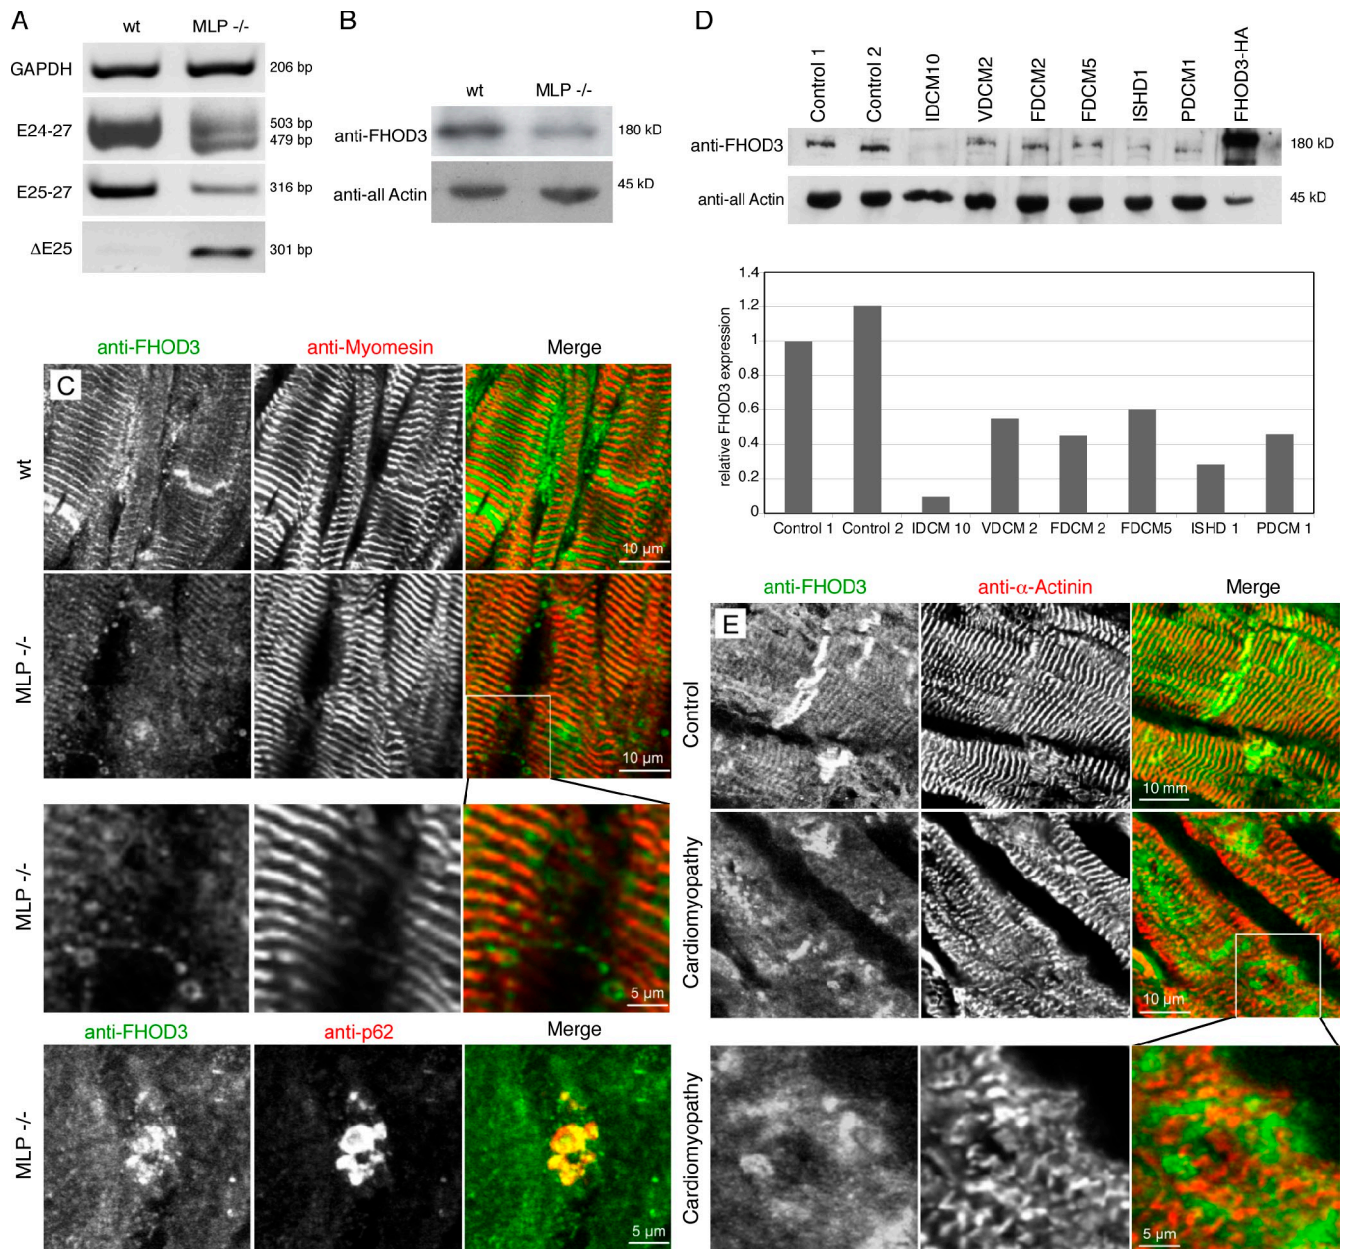 A
wt MLP -/-
GAPDH 206 bp
E24-27 503 bp
479 bp
E25-27 316 bp
ΔE25 301 bp
B
wt MLP -/-
anti-FHOD3 180 kD
anti-all Actin 45 kD
D
Control 1 Control 2 IDCM10 VDCM2 FDCM2 FDCM5 ISHD1 PDCM1 FHOD3-HA
anti-FHOD3 180 kD
anti-all Actin 45 kD
relative FHOD3 expression
1.4
1.2
1
0.8
0.6
0.4
0.2
0
Control 1 Control 2 IDCM 10 VDCM 2 FDCM 2 FDCM5 ISHD 1 PDCM 1
anti-FHOD3 anti-Myomesin Merge
C
wt
10 µm
MLP -/-
10 µm
MLP -/-
5 µm
anti-FHOD3 anti-p62 Merge
MLP -/-
5 µm
anti-FHOD3 anti-α-Actinin Merge
E
Control
10 mm
Cardiomyopathy
10 µm
Cardiomyopathy
5 µm